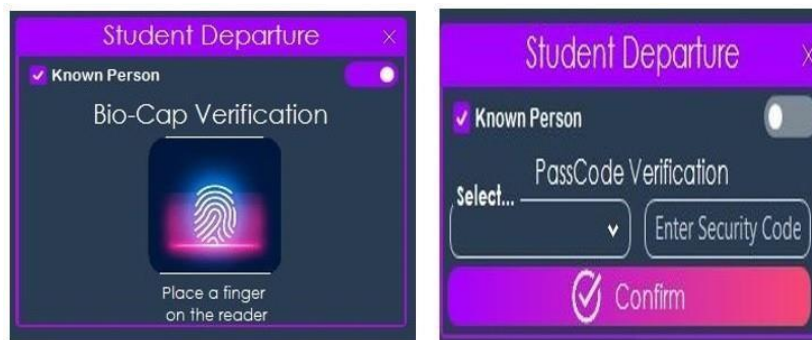 Student Departure
Known Person
Bio-Cap Verification
Place a finger
on the reader
Student Departure
Known Person
PassCode Verification
Select...
Enter Security Code
Confirm